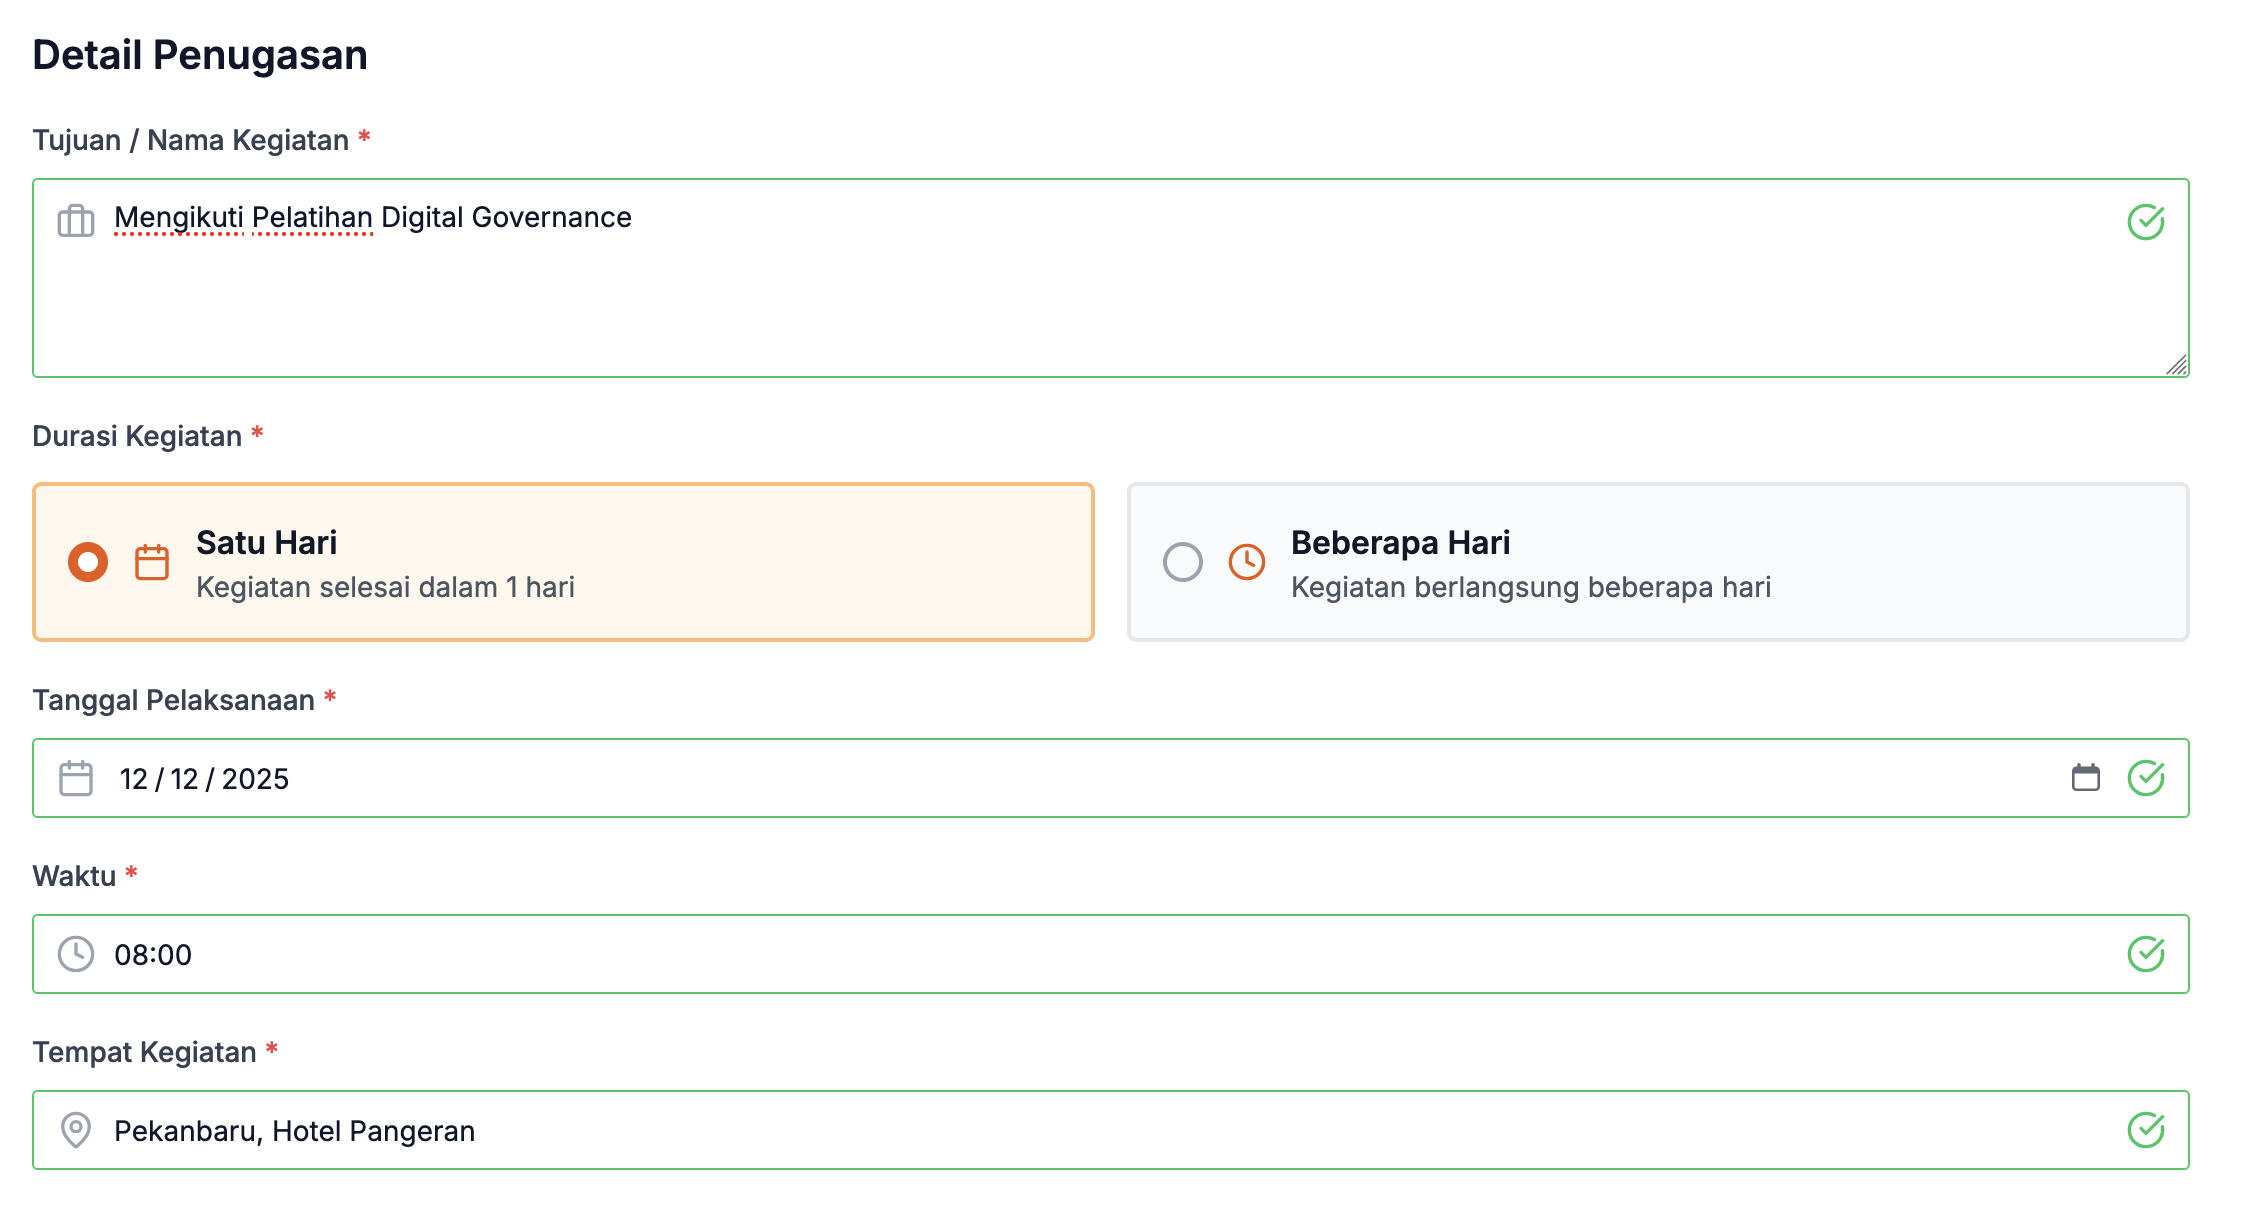 Detail Penugasan
Tujuan / Nama Kegiatan *
Mengikuti Pelatihan Digital Governance
Durasi Kegiatan *
Satu Hari
Kegiatan selesai dalam 1 hari
Beberapa Hari
Kegiatan berlangsung beberapa hari
Tanggal Pelaksanaan *
12 / 12 / 2025
Waktu *
08:00
Tempat Kegiatan *
Pekanbaru, Hotel Pangeran